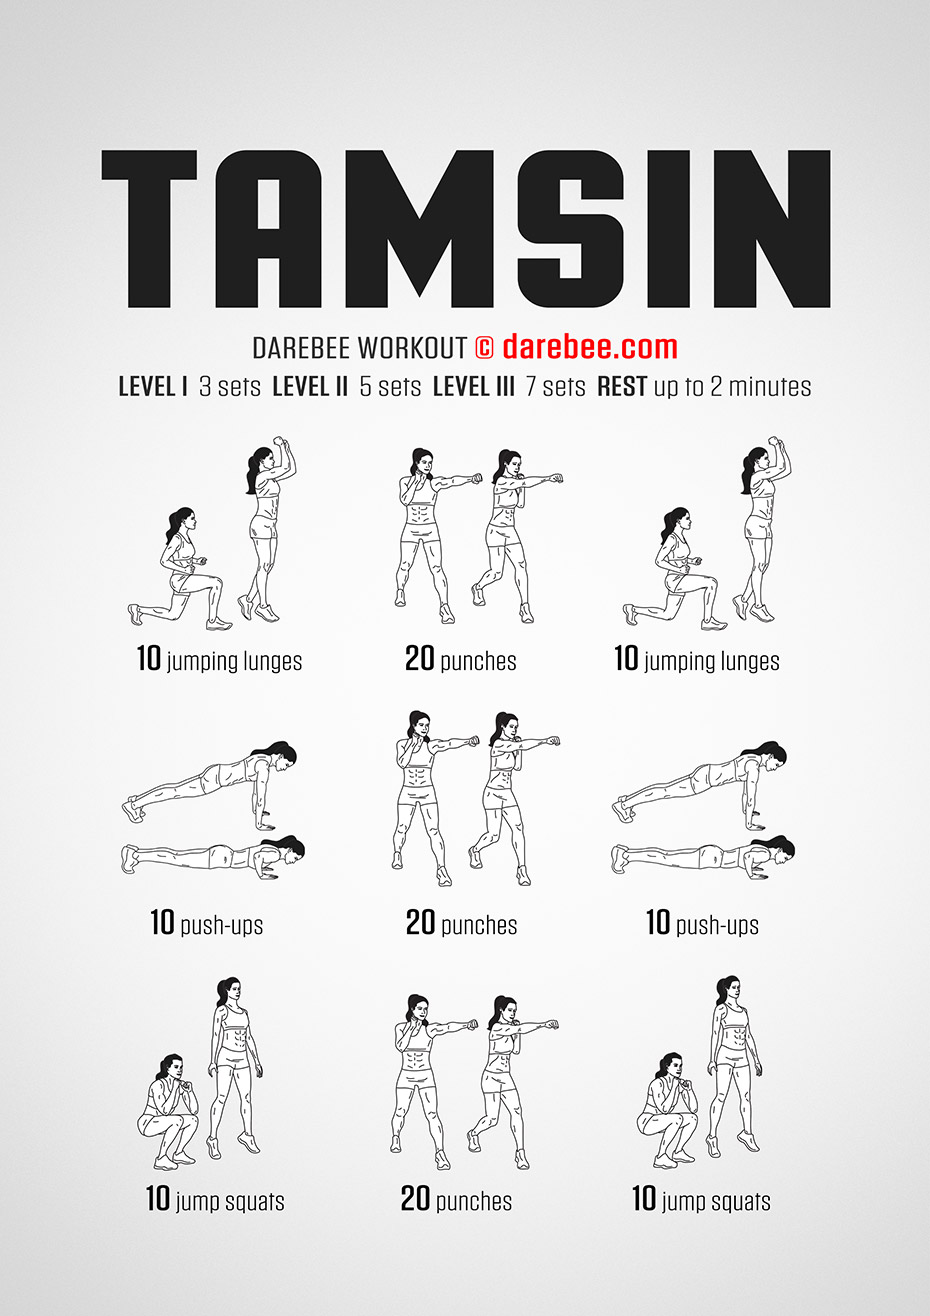 TAMSIN
DAREBEE WORKOUT © darebee.com
LEVEL I 3 sets LEVEL II 5 sets LEVEL III 7 sets REST up to 2 minutes
10 jumping lunges
20 punches
10 jumping lunges
10 push-ups
20 punches
10 push-ups
10 jump squats
20 punches
10 jump squats